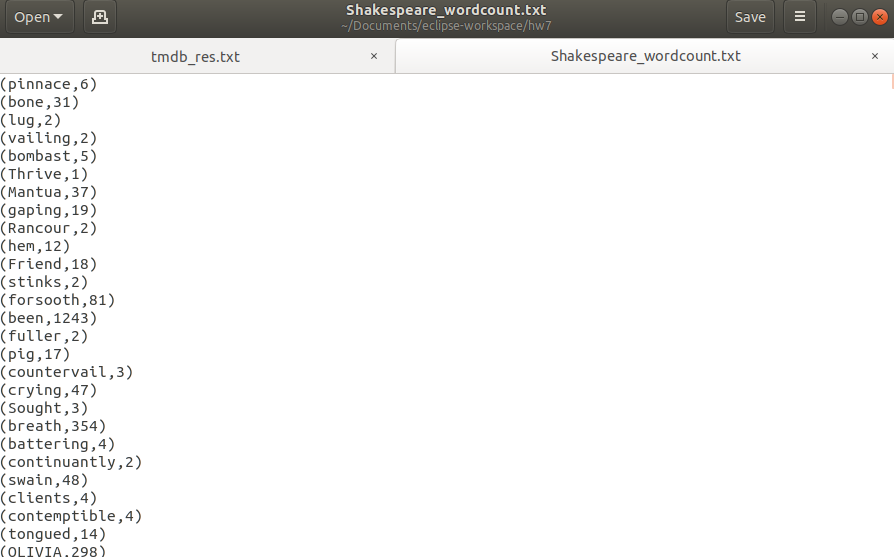 Open
Shakespeare_wordcount.txt
~/Documents/eclipse-workspace/hw7
Save
tmdb_res.txt ×
Shakespeare_wordcount.txt ×
(pinnace,6)
(bone,31)
(lug,2)
(vailing,2)
(bombast,5)
(Thrive,1)
(Mantua,37)
(gaping,19)
(Rancour,2)
(hem,12)
(Friend,18)
(stinks,2)
(forsooth,81)
(been,1243)
(fuller,2)
(pig,17)
(countervail,3)
(crying,47)
(Sought,3)
(breath,354)
(battering,4)
(continuantly,2)
(swain,48)
(clients,4)
(contemptible,4)
(tongued,14)
(OLIVIA,298)